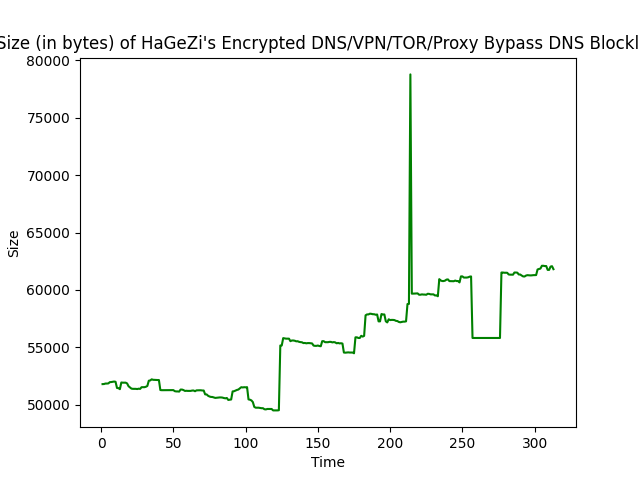 Size (in bytes) of HaGeZi's Encrypted DNS/VPN/TOR/Proxy Bypass DNS Blockl
80000
75000
70000
65000
60000
55000
50000
Size
0 50 100 150 200 250 300
Time